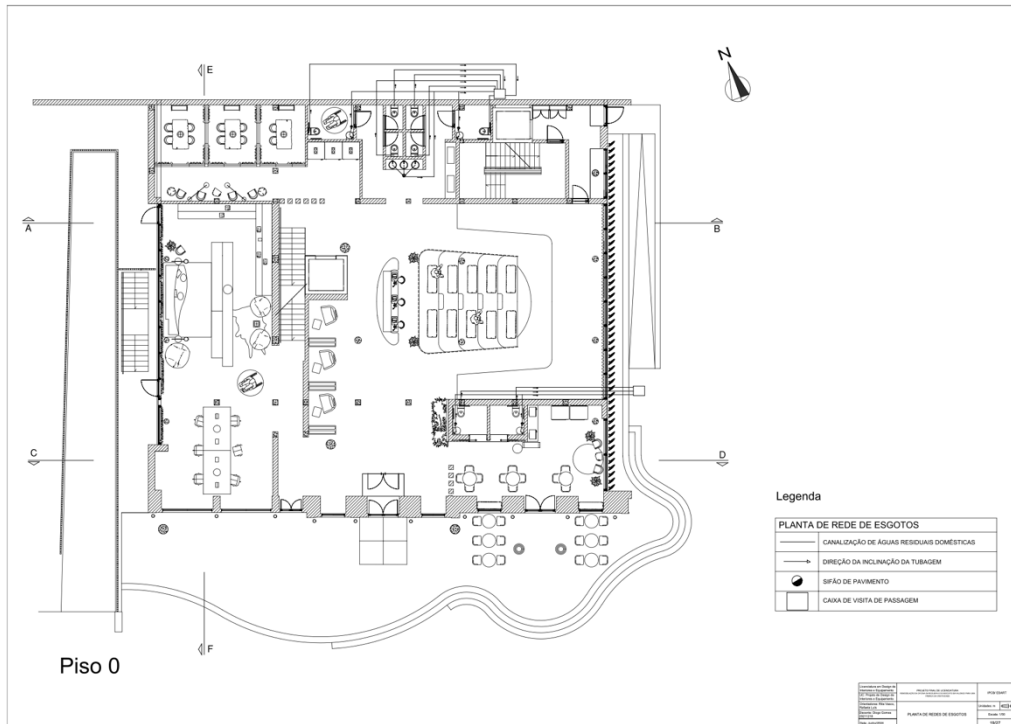 E
N
A
B
C
D
Legenda
PLANTA DE REDE DE ESGOTOS
CANALIZAÇÃO DE ÁGUAS RESIDUAIS DOMÉSTICAS
DIREÇÃO DA INCLINAÇÃO DA TUBAGEM
SIFÃO DE PAVIMENTO
CAIXA DE VISITA DE PASSAGEM
F
Piso 0
PLANTA DE REDES DE ESGOTOS